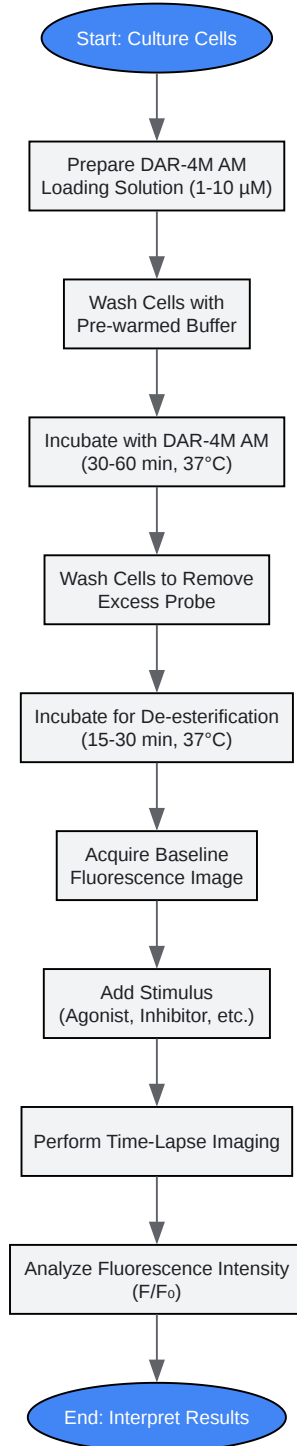 Start: Culture Cells
Prepare DAR-4M AM
Loading Solution (1-10 µM)
Wash Cells with
Pre-warmed Buffer
Incubate with DAR-4M AM
(30-60 min, 37°C)
Wash Cells to Remove
Excess Probe
Incubate for De-esterification
(15-30 min, 37°C)
Acquire Baseline
Fluorescence Image
Add Stimulus
(Agonist, Inhibitor, etc.)
Perform Time-Lapse Imaging
Analyze Fluorescence Intensity
(F/F₀)
End: Interpret Results